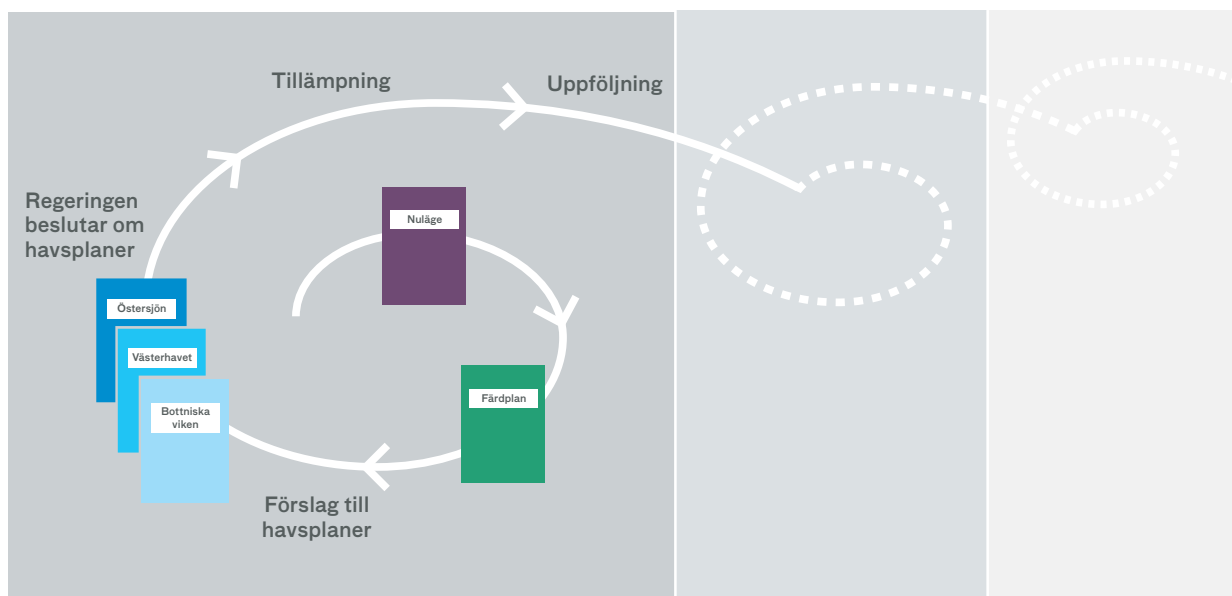 Tillämpning
Uppföljning
Regeringen
beslutar om
havsplaner
Nuläge
Östersjön
Västerhavet
Bottniska
viken
Färdplan
Förslag till
havsplaner